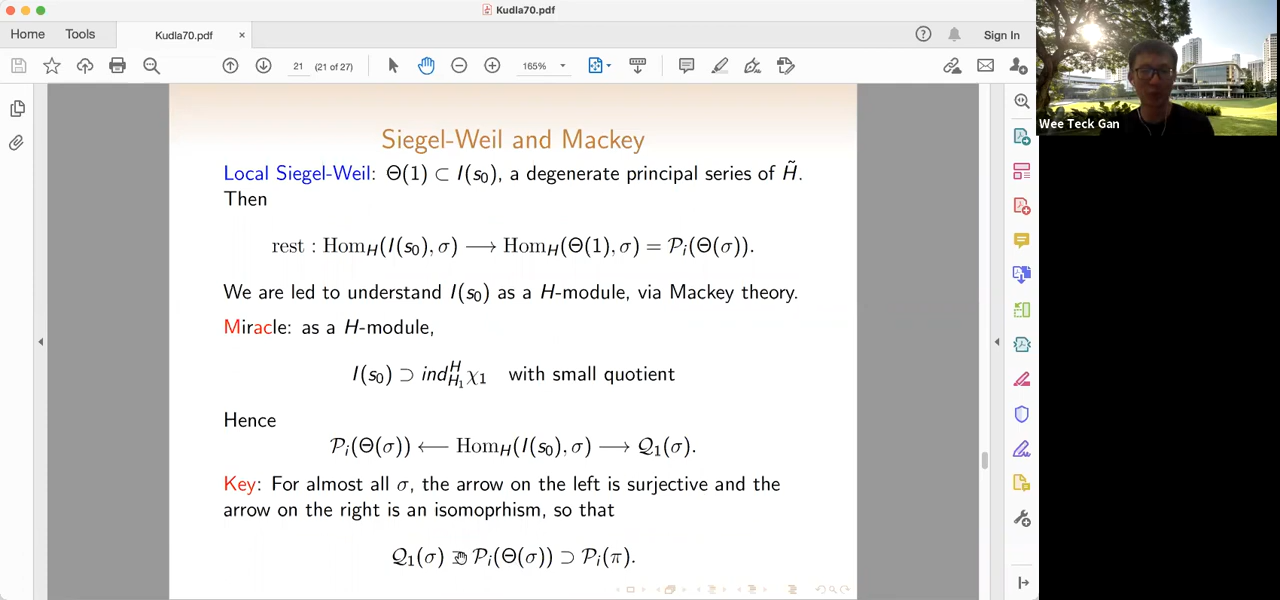 Kudla70.pdf
Home Tools Kudla70.pdf × Sign In
21 (21 of 27) 165%
Wee Teck Gan
Siegel-Weil and Mackey
Local Siegel-Weil: Θ(1) ⊂ I(s₀), a degenerate principal series of H̃.
Then
rest : Hom_H(I(s₀), σ) ⟶ Hom_H(Θ(1), σ) = 𝒫ᵢ(Θ(σ)).
We are led to understand I(s₀) as a H-module, via Mackey theory.
Miracle: as a H-module,
I(s₀) ⊃ ind^H_{H₁} χ₁ with small quotient
Hence
𝒫ᵢ(Θ(σ)) ⟵ Hom_H(I(s₀), σ) ⟶ 𝒬₁(σ).
Key: For almost all σ, the arrow on the left is surjective and the
arrow on the right is an isomoprhism, so that
𝒬₁(σ) 𝒫ᵢ(Θ(σ)) ⊃ 𝒫ᵢ(π).